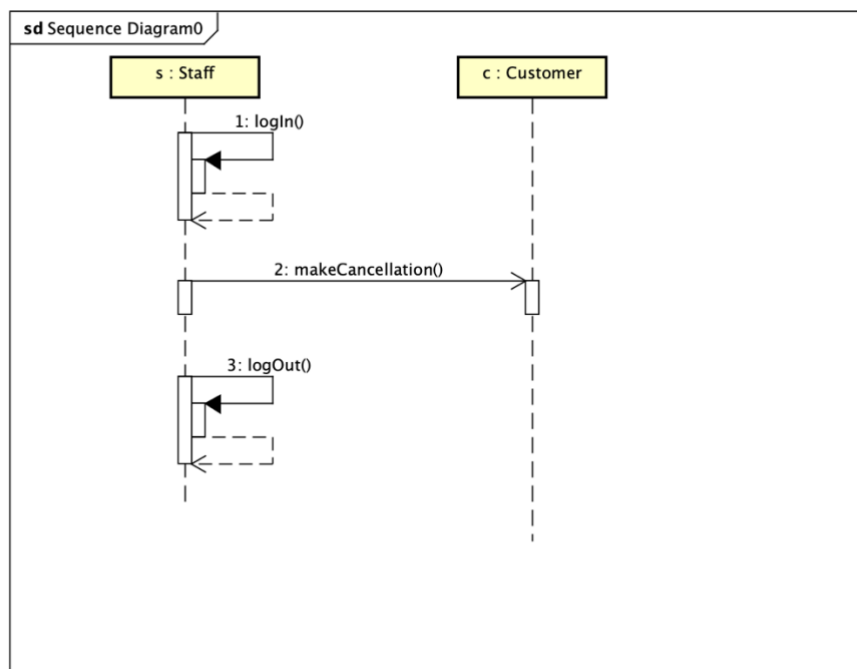 sd Sequence Diagram0
s : Staff
c : Customer
1: logIn()
2: makeCancellation()
3: logOut()